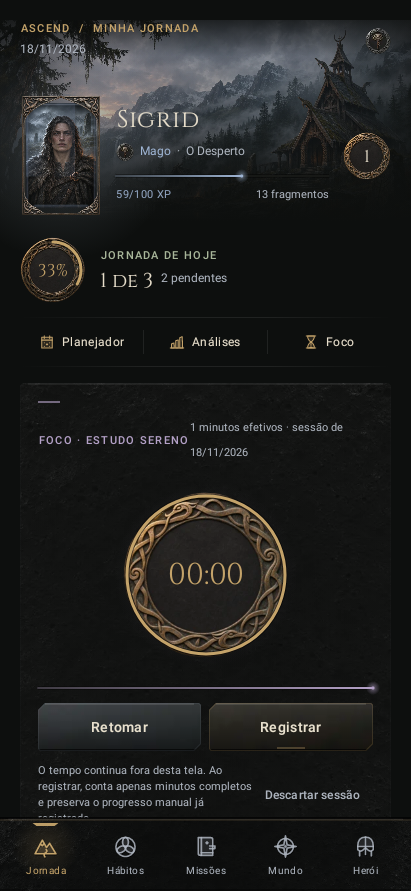 ASCEND / MINHA JORNADA
18/11/2026
SIGRID
Mago · O Desperto
1
59/100 XP
13 fragmentos
33%
JORNADA DE HOJE
1 DE 3 2 pendentes
Planejador
Análises
Foco
FOCO · ESTUDO SERENO
1 minutos efetivos · sessão de
18/11/2026
00:00
Retomar
Registrar
O tempo continua fora desta tela. Ao
registrar, conta apenas minutos completos
e preserva o progresso manual já
registrado.
Descartar sessão
Jornada
Hábitos
Missões
Mundo
Herói